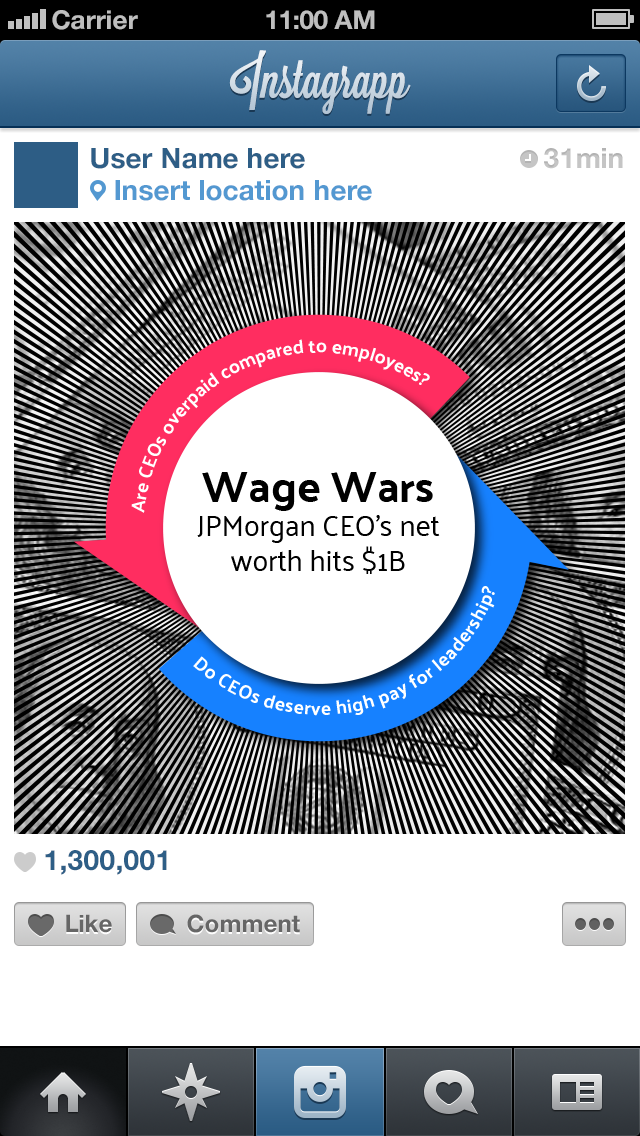 Carrier
11:00 AM
Instagrapp
User Name here
31min
Insert location here
Are CEOs overpaid compared to employees?
Wage Wars
JPMorgan CEO's net
worth hits $1B
Do CEOs deserve high pay for leadership?
1,300,001
Like
Comment